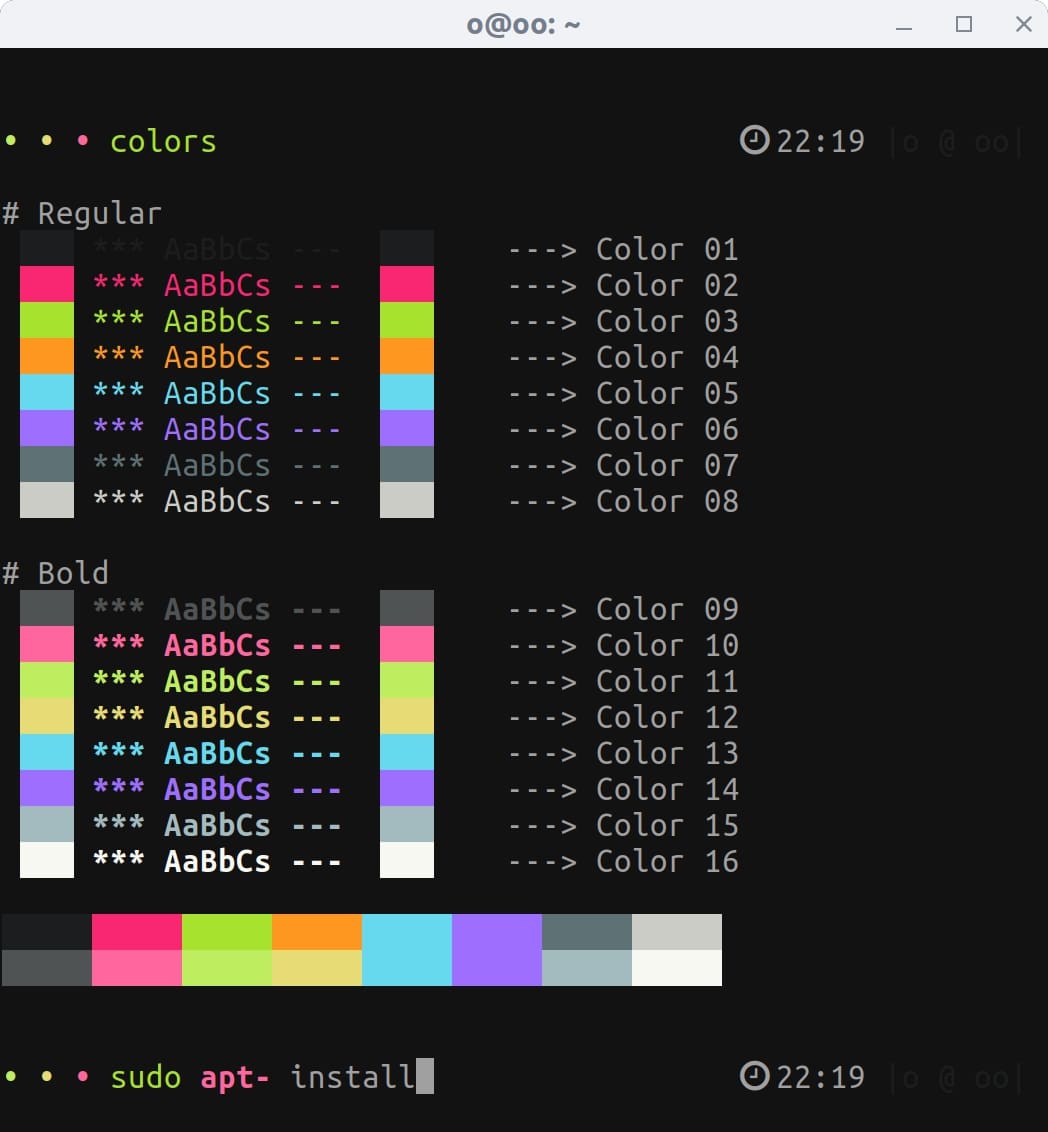 o@oo: ~
• • • colors 22:19 |o @ oo|
# Regular
*** AaBbCs --- ---> Color 01
*** AaBbCs --- ---> Color 02
*** AaBbCs --- ---> Color 03
*** AaBbCs --- ---> Color 04
*** AaBbCs --- ---> Color 05
*** AaBbCs --- ---> Color 06
*** AaBbCs --- ---> Color 07
*** AaBbCs --- ---> Color 08
# Bold
*** AaBbCs --- ---> Color 09
*** AaBbCs --- ---> Color 10
*** AaBbCs --- ---> Color 11
*** AaBbCs --- ---> Color 12
*** AaBbCs --- ---> Color 13
*** AaBbCs --- ---> Color 14
*** AaBbCs --- ---> Color 15
*** AaBbCs --- ---> Color 16
• • • sudo apt- install 22:19 |o @ oo|